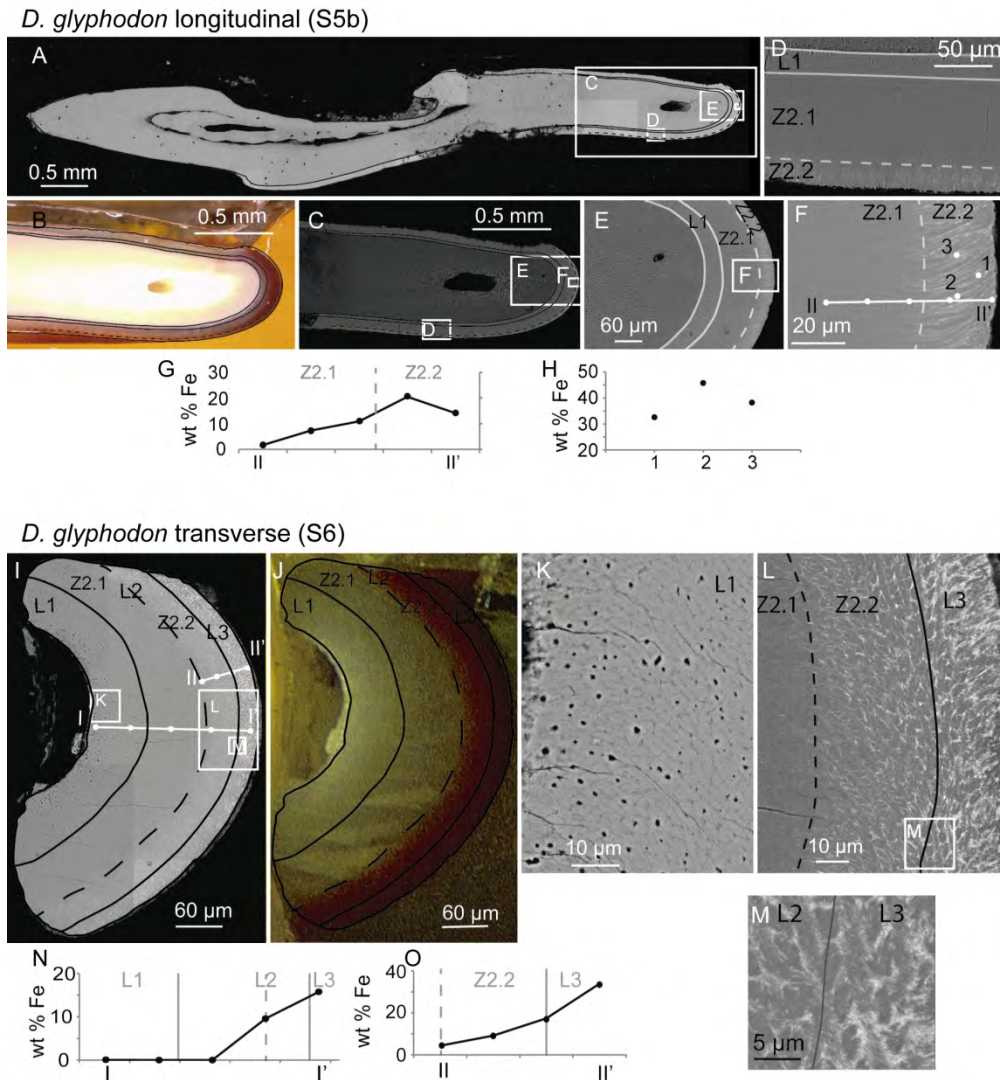 D. glyphodon longitudinal (S5b)
A
C
E
D
0.5 mm
D
50 µm
L1
Z2.1
Z2.2
B
0.5 mm
C
0.5 mm
E
F
D
E
L1
Z2.2
Z2.1
F
60 µm
F
Z2.1
Z2.2
3
1
2
II
II'
20 µm
G
Z2.1
Z2.2
wt % Fe
30
20
10
0
II
II'
H
wt % Fe
50
40
30
20
1
2
3
D. glyphodon transverse (S6)
I
Z2.1
L2
L1
Z2.2
L3
II'
II
K
L
I
I'
M
60 µm
J
Z2.1
L2
Z2.2
L1
L3
60 µm
K
L1
10 µm
L
Z2.1
Z2.2
L3
M
10 µm
M
L2
L3
5 µm
N
L1
L2
L3
wt % Fe
20
10
0
I
I'
O
Z2.2
L3
wt % Fe
40
20
0
II
II'